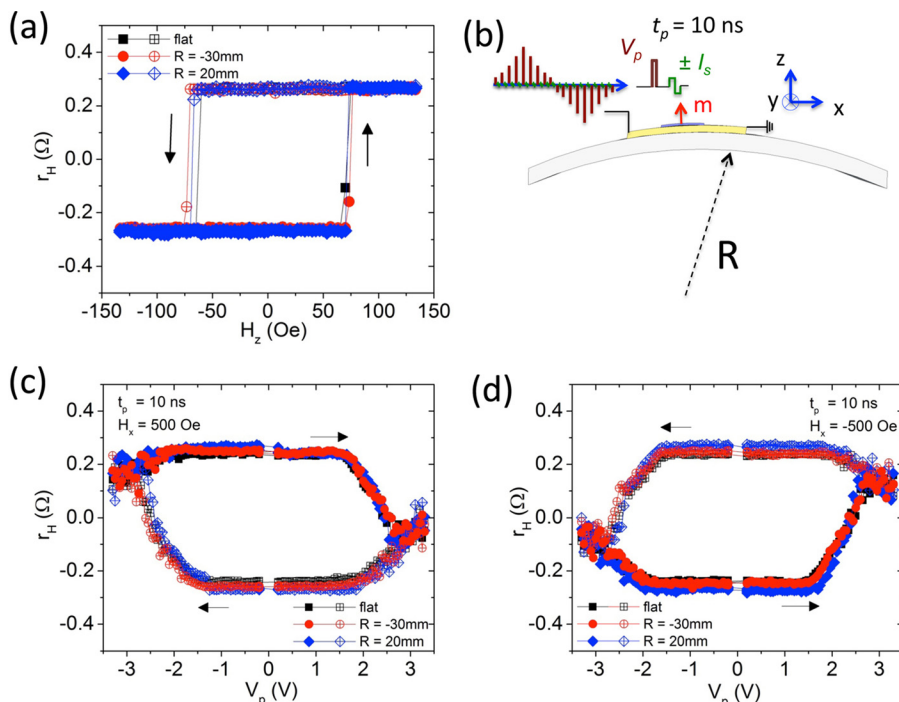 (a)
flat
R = -30mm
R = 20mm
0.4
0.2
0.0
-0.2
-0.4
r_H (Ω)
-150 -100 -50 0 50 100 150
H_z (Oe)
(b)
t_p = 10 ns
V_p
± I_s
m
z
y
x
R
(c)
t_p = 10 ns
H_x = 500 Oe
0.4
0.2
0.0
-0.2
-0.4
r_H (Ω)
flat
R = -30mm
R = 20mm
-3 -2 -1 0 1 2 3
V_p (V)
(d)
t_p = 10 ns
H_x = -500 Oe
0.4
0.2
0.0
-0.2
-0.4
r_H (Ω)
flat
R = -30mm
R = 20mm
-3 -2 -1 0 1 2 3
V_p (V)